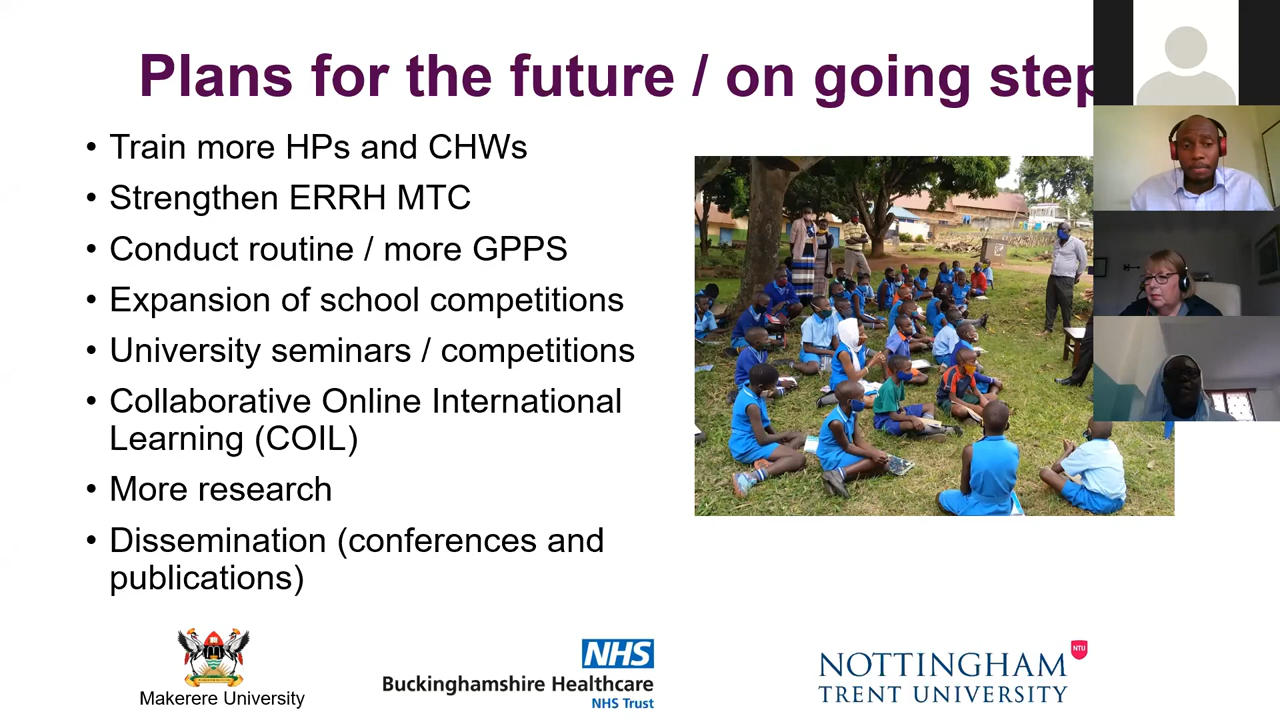 Plans for the future / on going step
• Train more HPs and CHWs
• Strengthen ERRH MTC
• Conduct routine / more GPPS
• Expansion of school competitions
• University seminars / competitions
• Collaborative Online International
Learning (COIL)
• More research
• Dissemination (conferences and
publications)
Makerere University
NHS
Buckinghamshire Healthcare
NHS Trust
NOTTINGHAM
TRENT UNIVERSITY
NTU